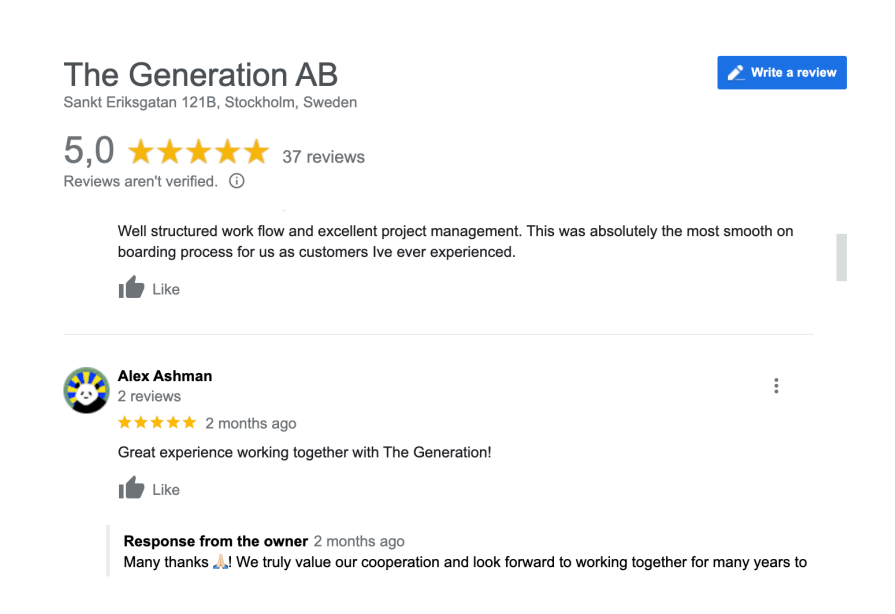 The Generation AB
Write a review
Sankt Eriksgatan 121B, Stockholm, Sweden
5,0
37 reviews
Reviews aren't verified.
Well structured work flow and excellent project management. This was absolutely the most smooth on
boarding process for us as customers Ive ever experienced.
Like
Alex Ashman
2 reviews
2 months ago
Great experience working together with The Generation!
Like
Response from the owner 2 months ago
Many thanks 🙏🏻! We truly value our cooperation and look forward to working together for many years to